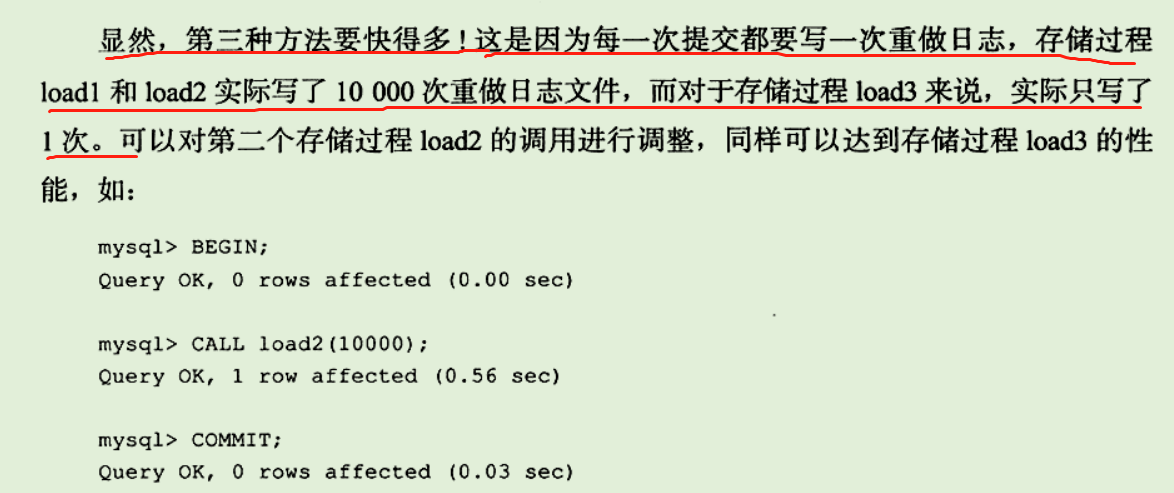 显然，第三种方法要快得多！这是因为每一次提交都要写一次重做日志，存储过程
load1 和 load2 实际写了 10 000 次重做日志文件，而对于存储过程 load3 来说，实际只写了
1 次。可以对第二个存储过程 load2 的调用进行调整，同样可以达到存储过程 load3 的性
能，如：
mysql> BEGIN;
Query OK, 0 rows affected (0.00 sec)
mysql> CALL load2(10000);
Query OK, 1 row affected (0.56 sec)
mysql> COMMIT;
Query OK, 0 rows affected (0.03 sec)